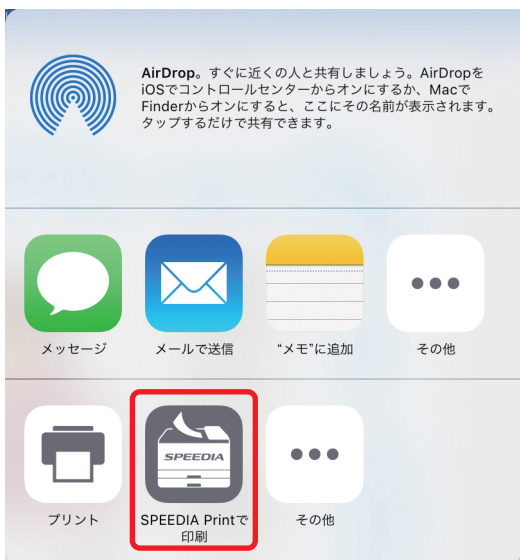 AirDrop。すぐに近くの人と共有しましょう。AirDropを
iOSでコントロールセンターからオンにするか、Macで
Finderからオンにすると、ここにその名前が表示されます。
タップするだけで共有できます。
メッセージ
メールで送信
“メモ”に追加
その他
SPEEDIA
プリント
SPEEDIA Printで
印刷
その他